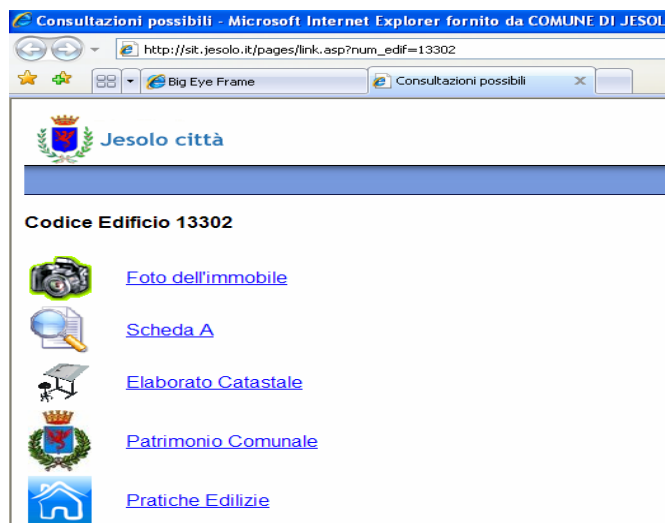 Consultazioni possibili - Microsoft Internet Explorer fornito da COMUNE DI JESOL
http://sit.jesolo.it/pages/link.asp?num_edif=13302
Big Eye Frame
Consultazioni possibili
Jesolo città
Codice Edificio 13302
Foto dell'immobile
Scheda A
Elaborato Catastale
Patrimonio Comunale
Pratiche Edilizie